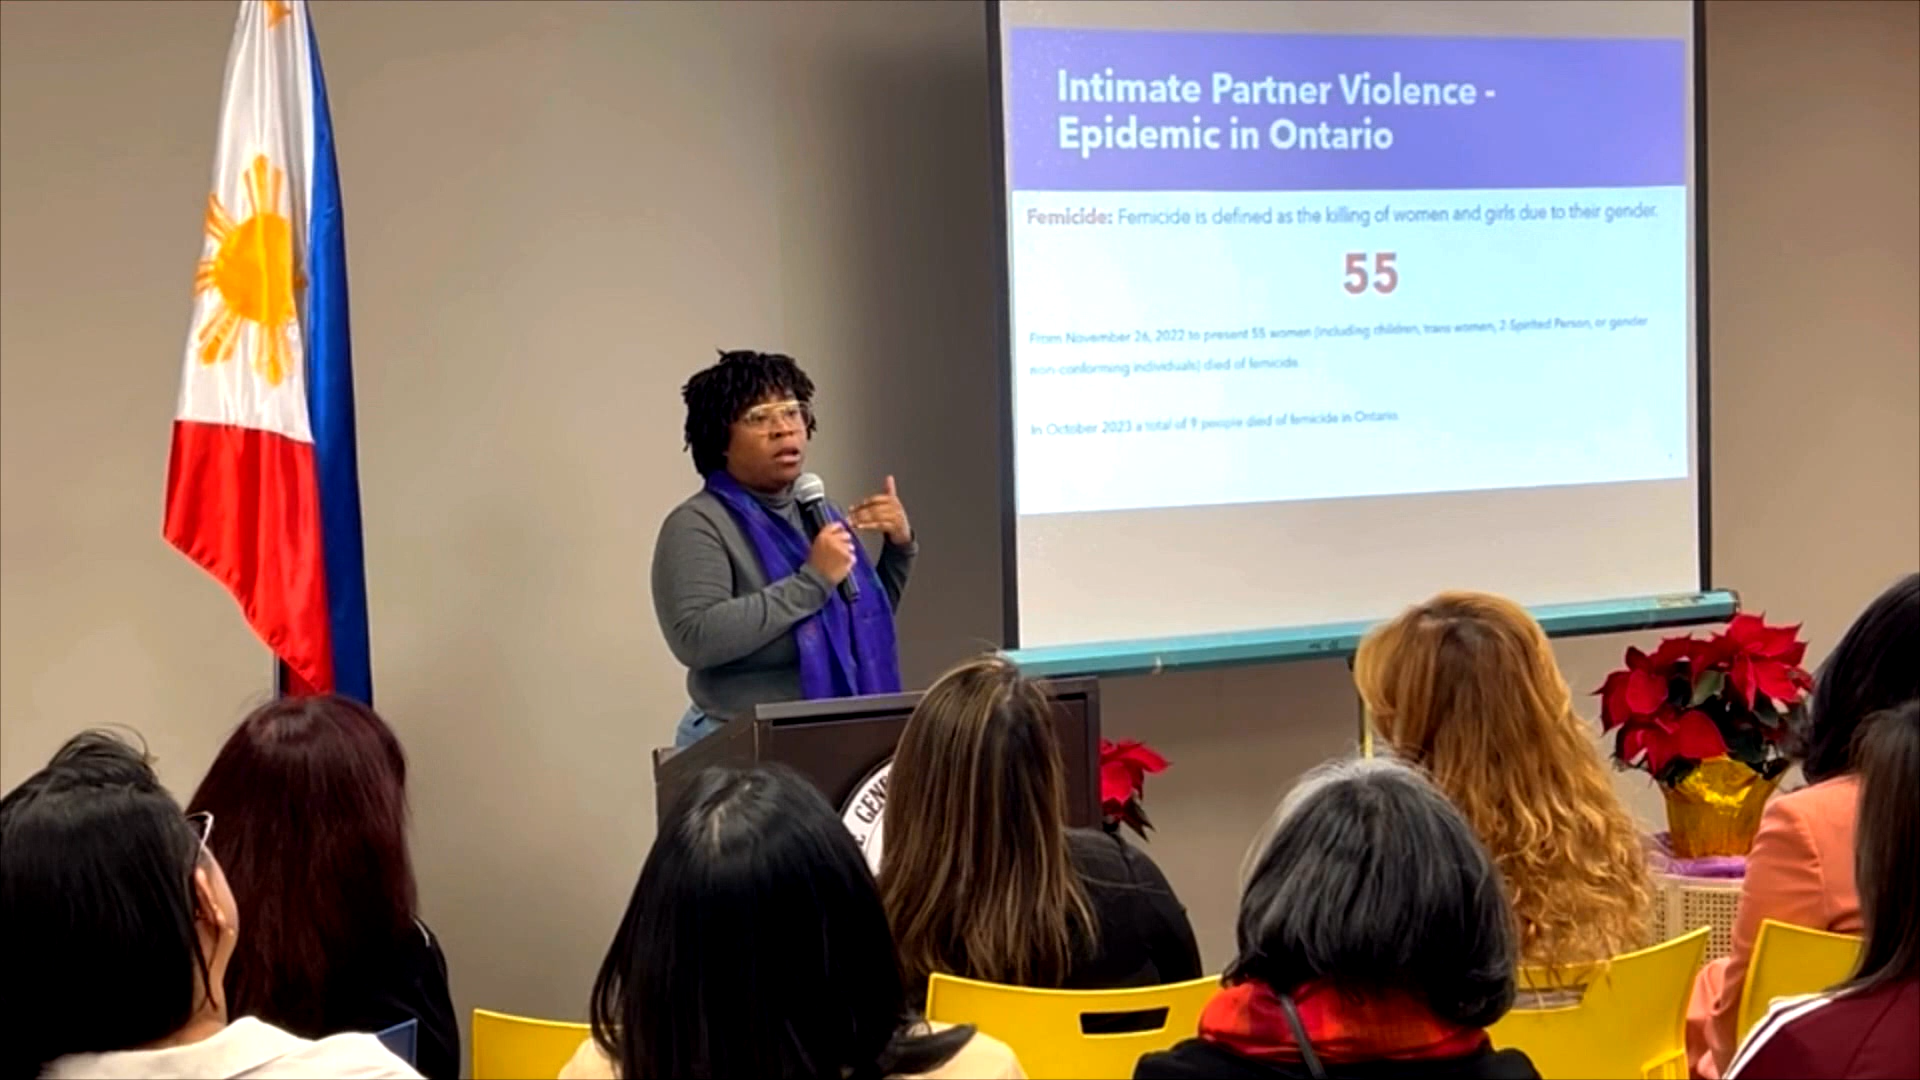 Intimate Partner Violence -
Epidemic in Ontario
Femicide: Femicide is defined as the killing of women and girls due to their gender.
55
From November 26, 2022 to present 55 women (including children, trans women, 2-Spirited Person, or gender
non-conforming individuals) died of femicide.
In October 2023 a total of 9 people died of femicide in Ontario.